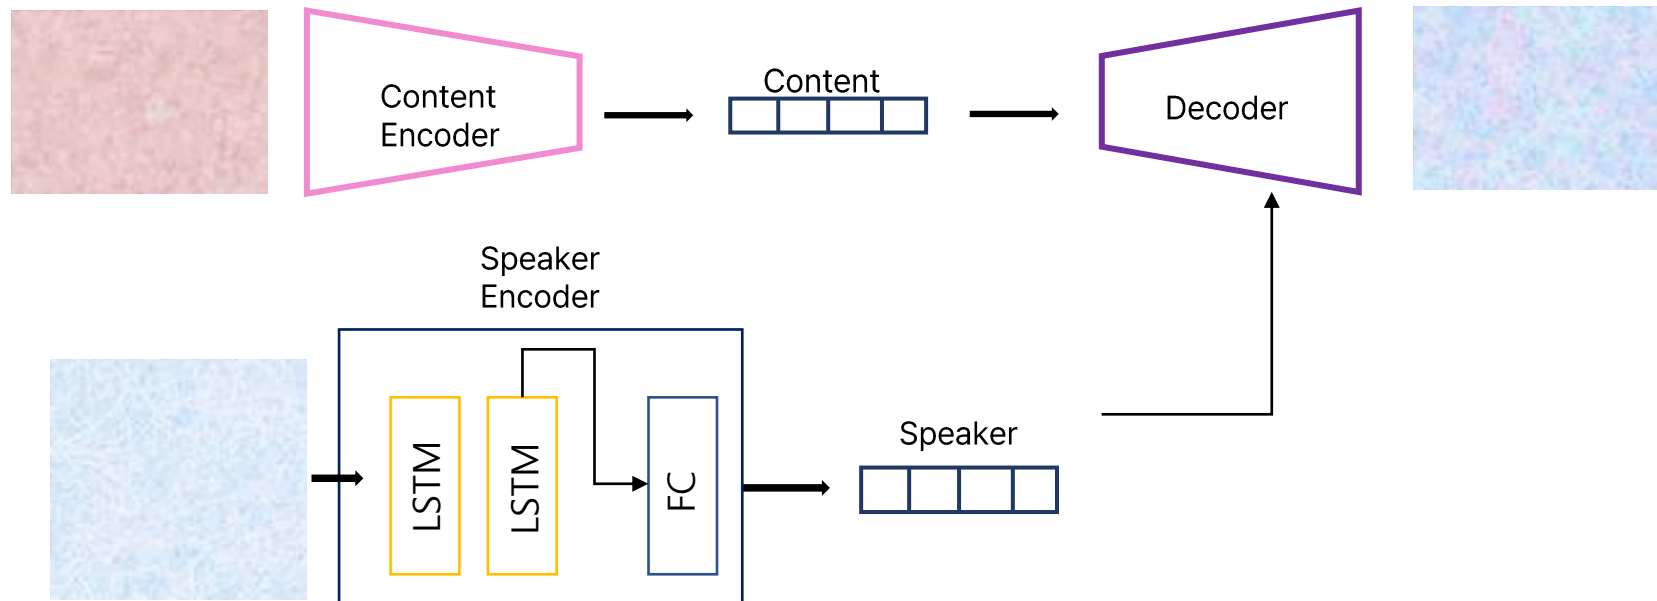 Content
Encoder
Content
Decoder
Speaker
Encoder
LSTM
LSTM
FC
Speaker